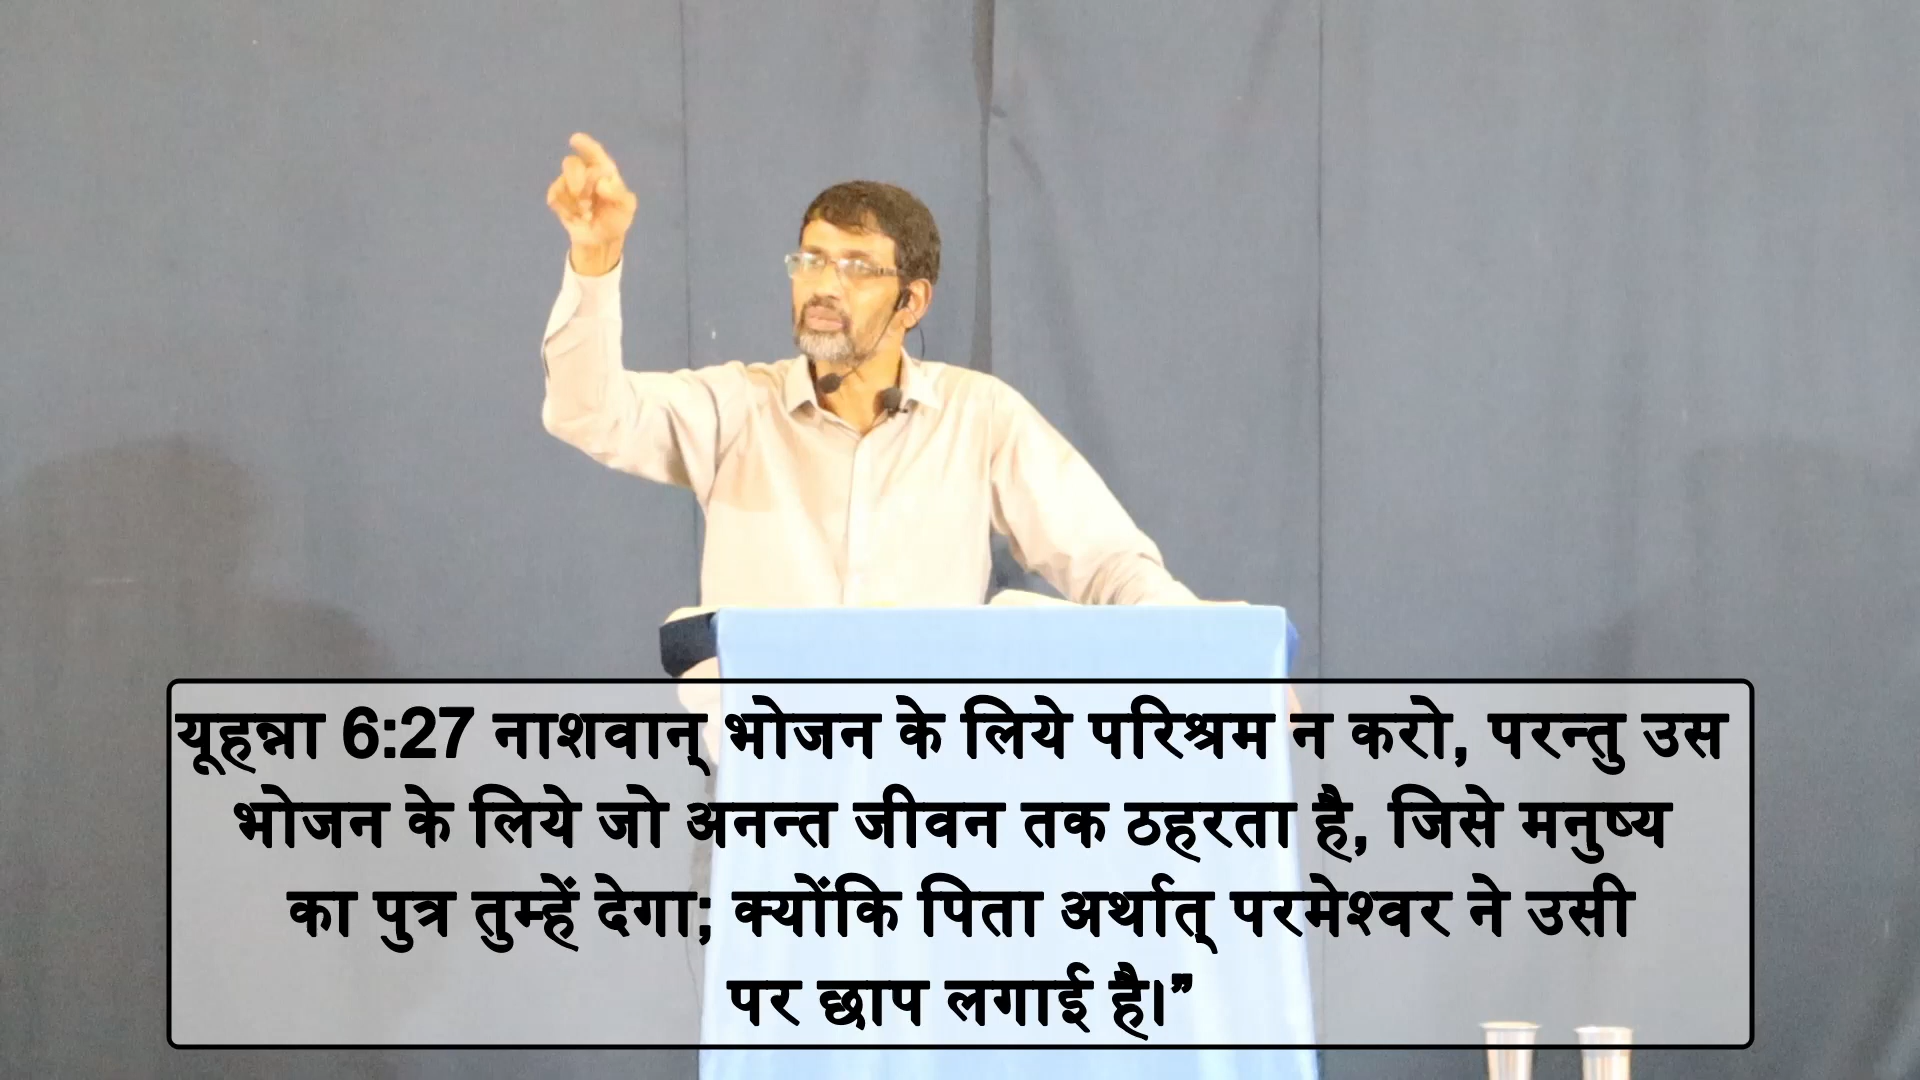 यूहन्ना 6:27 नाशवान् भोजन के लिये परिश्रम न करो, परन्तु उस
भोजन के लिये जो अनन्त जीवन तक ठहरता है, जिसे मनुष्य
का पुत्र तुम्हें देगा; क्योंकि पिता अर्थात् परमेश्वर ने उसी
पर छाप लगाई है।”